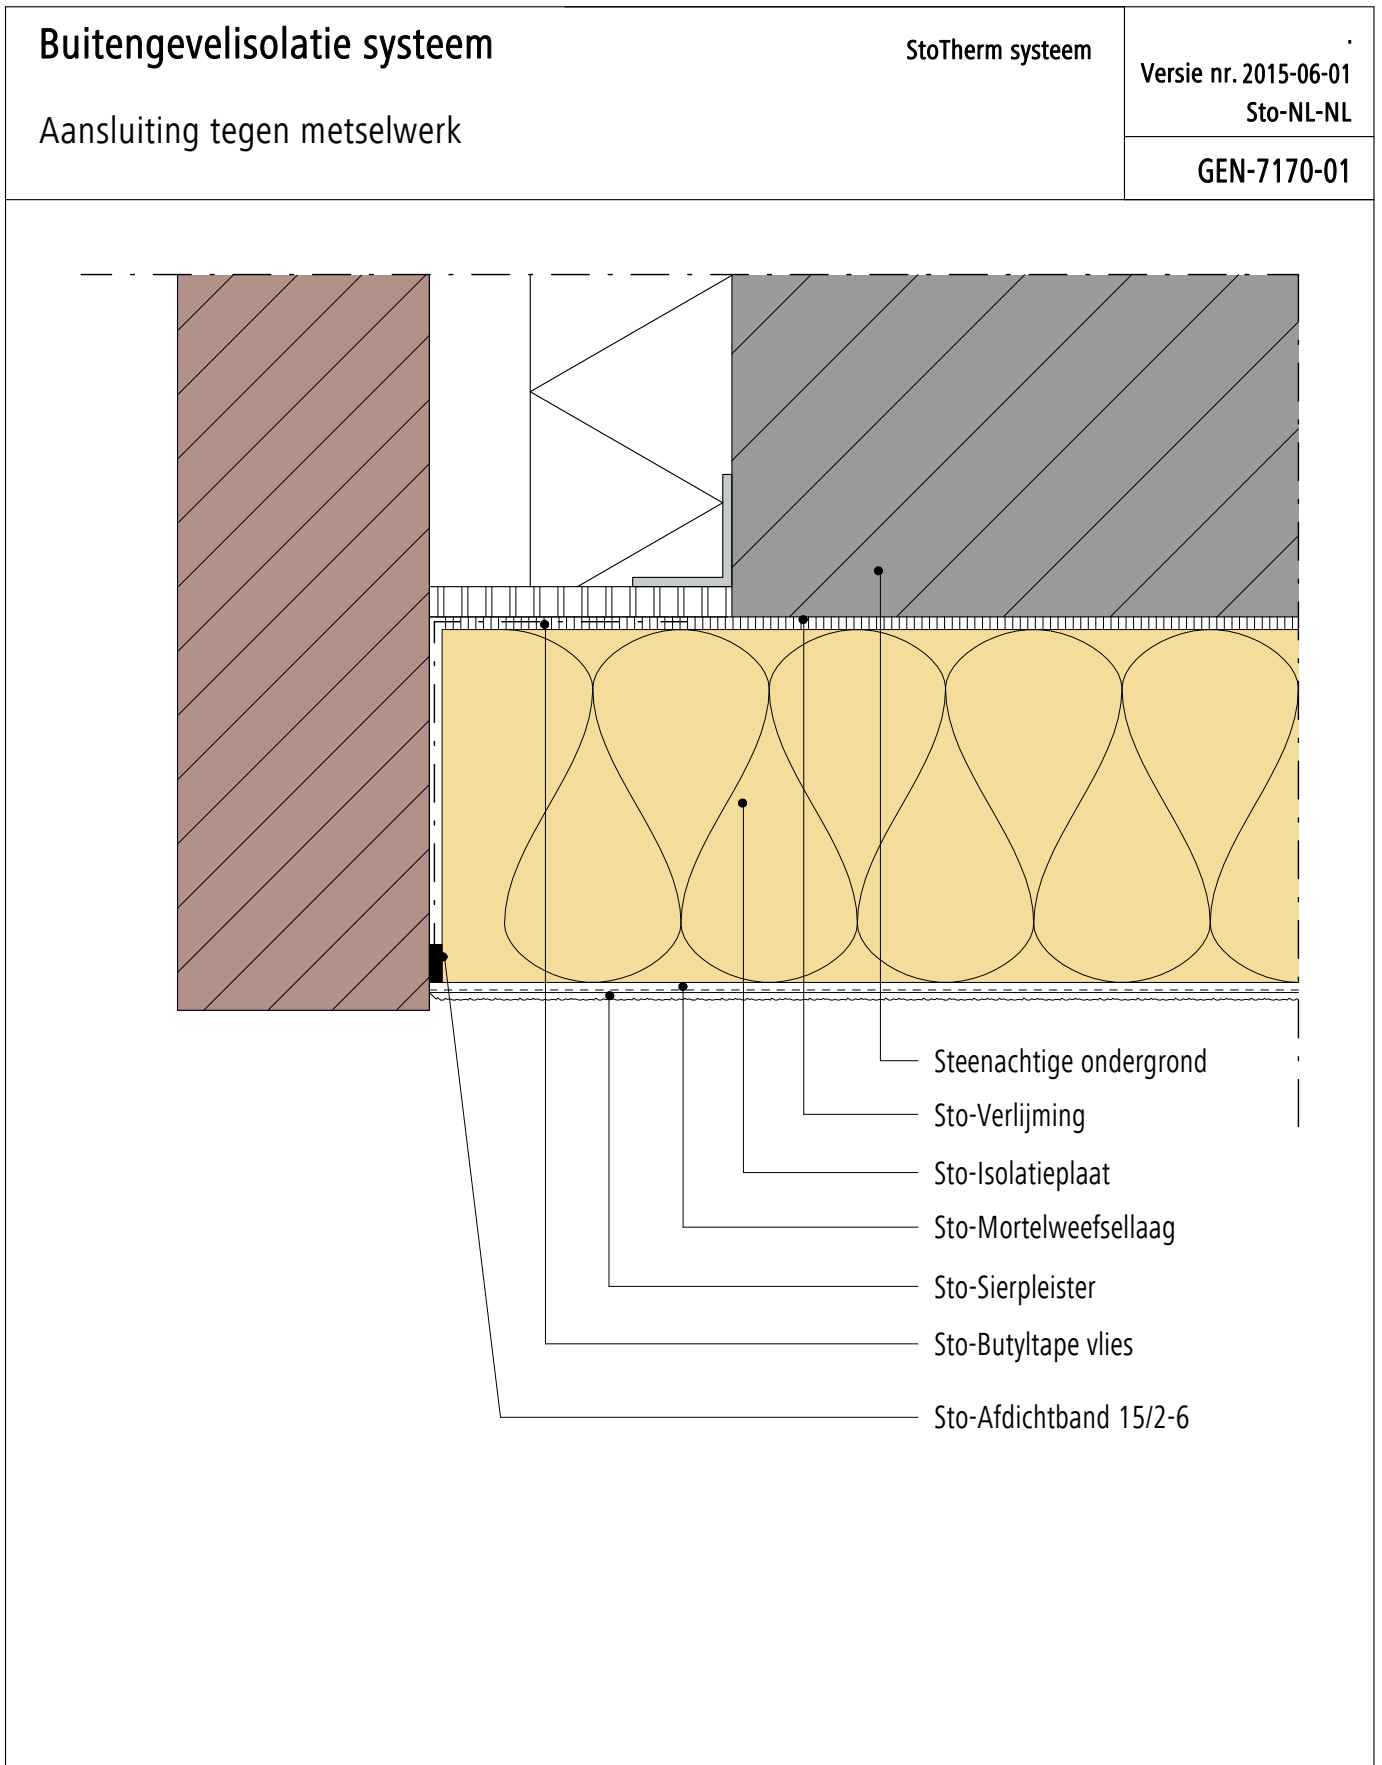 Buitengevelisolatie systeem
StoTherm systeem
.
Versie nr. 2015-06-01
Sto-NL-NL
Aansluiting tegen metselwerk
GEN-7170-01
Steenachtige ondergrond
Sto-Verlijming
Sto-Isolatieplaat
Sto-Mortelweefsellaag
Sto-Sierpleister
Sto-Butyltape vlies
Sto-Afdichtband 15/2-6